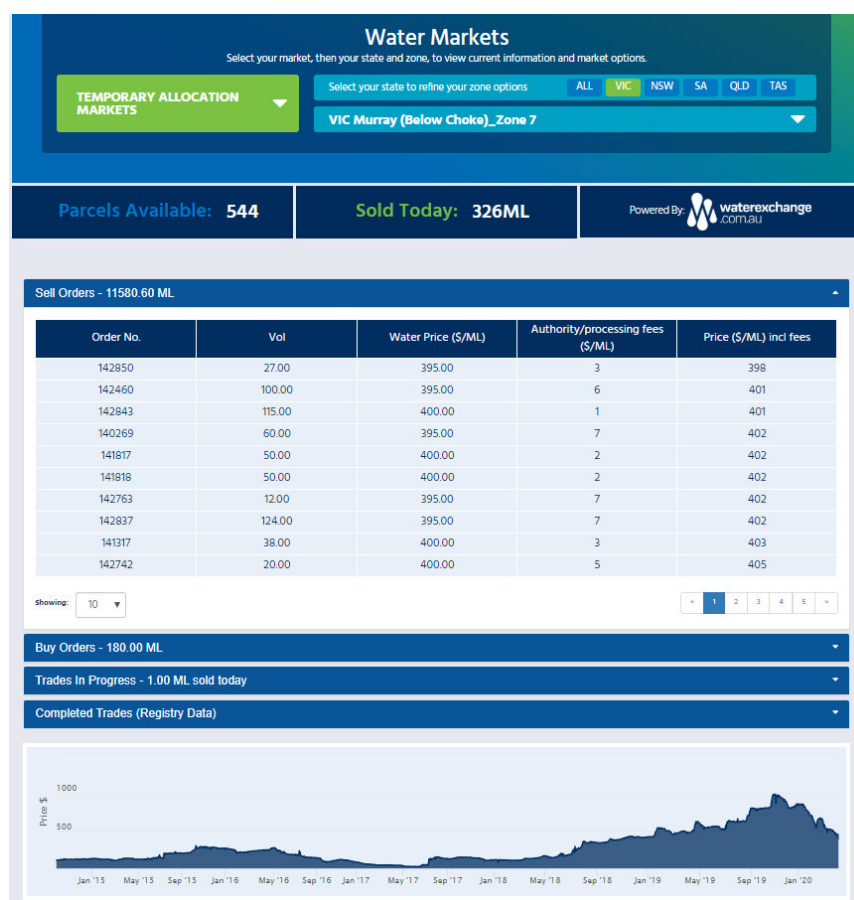 Water Markets
Select your market, then your state and zone, to view current information and market options.
TEMPORARY ALLOCATION
MARKETS
Select your state to refine your zone options ALL VIC NSW SA QLD TAS
VIC Murray (Below Choke)_Zone 7
Parcels Available: 544
Sold Today: 326ML
Powered By: waterexchange
.com.au
Sell Orders - 11580.60 ML
Order No. Vol Water Price ($/ML) Authority/processing fees ($/ML) Price ($/ML) incl fees
142850 27.00 395.00 3 398
142460 100.00 395.00 6 401
142843 115.00 400.00 1 401
140269 60.00 395.00 7 402
141817 50.00 400.00 2 402
141818 50.00 400.00 2 402
142763 12.00 395.00 7 402
142837 124.00 395.00 7 402
141317 38.00 400.00 3 403
142742 20.00 400.00 5 405
Showing: 10 « 1 2 3 4 5 »
Buy Orders - 180.00 ML
Trades In Progress - 1.00 ML sold today
Completed Trades (Registry Data)
Price $
1000
500
Jan '15 May '15 Sep '15 Jan '16 May '16 Sep '16 Jan '17 May '17 Sep '17 Jan '18 May '18 Sep '18 Jan '19 May '19 Sep '19 Jan '20